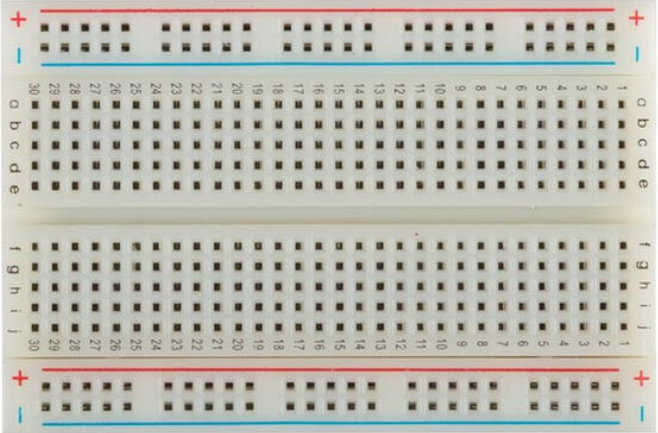 + +
- -
30 29 28 27 26 25 24 23 22 21 20 19 18 17 16 15 14 13 12 11 10 9 8 7 6 5 4 3 2 1
a a
b b
c c
d d
e e
f f
g g
h h
i i
j j
30 29 28 27 26 25 24 23 22 21 20 19 18 17 16 15 14 13 12 11 10 9 8 7 6 5 4 3 2 1
+ +
- -